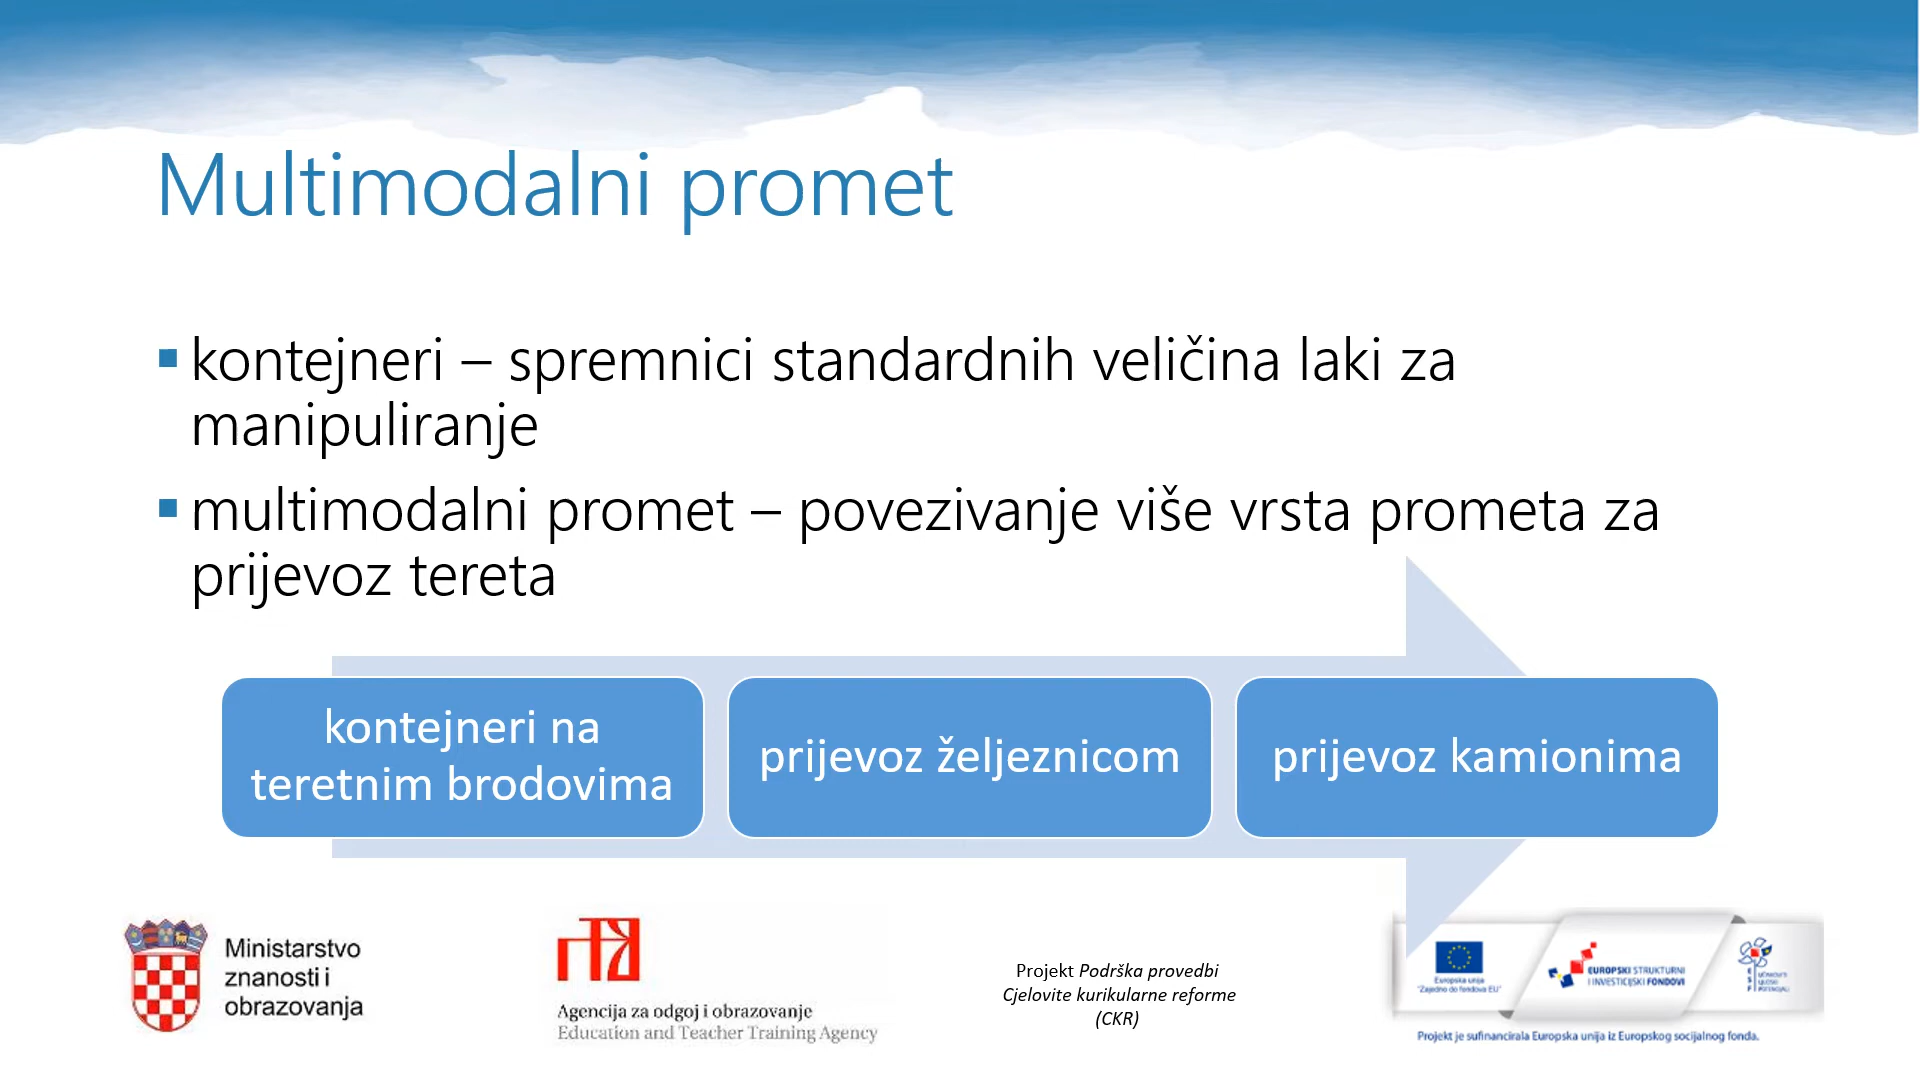 Multimodalni promet
kontejneri – spremnici standardnih veličina laki za
manipuliranje
multimodalni promet – povezivanje više vrsta prometa za
prijevoz tereta
kontejneri na
teretnim brodovima
prijevoz željeznicom
prijevoz kamionima
Ministarstvo
znanosti i
obrazovanja
Agencija za odgoj i obrazovanje
Education and Teacher Training Agency
Projekt Podrška provedbi
Cjelovite kurikularne reforme
(CKR)
Europska unija
"Zajedno do fondova EU"
EUROPSKI STRUKTURNI
I INVESTICIJSKI FONDOVI
ESF
Projekt je sufinancirala Europska unija iz Europskog socijalnog fonda.